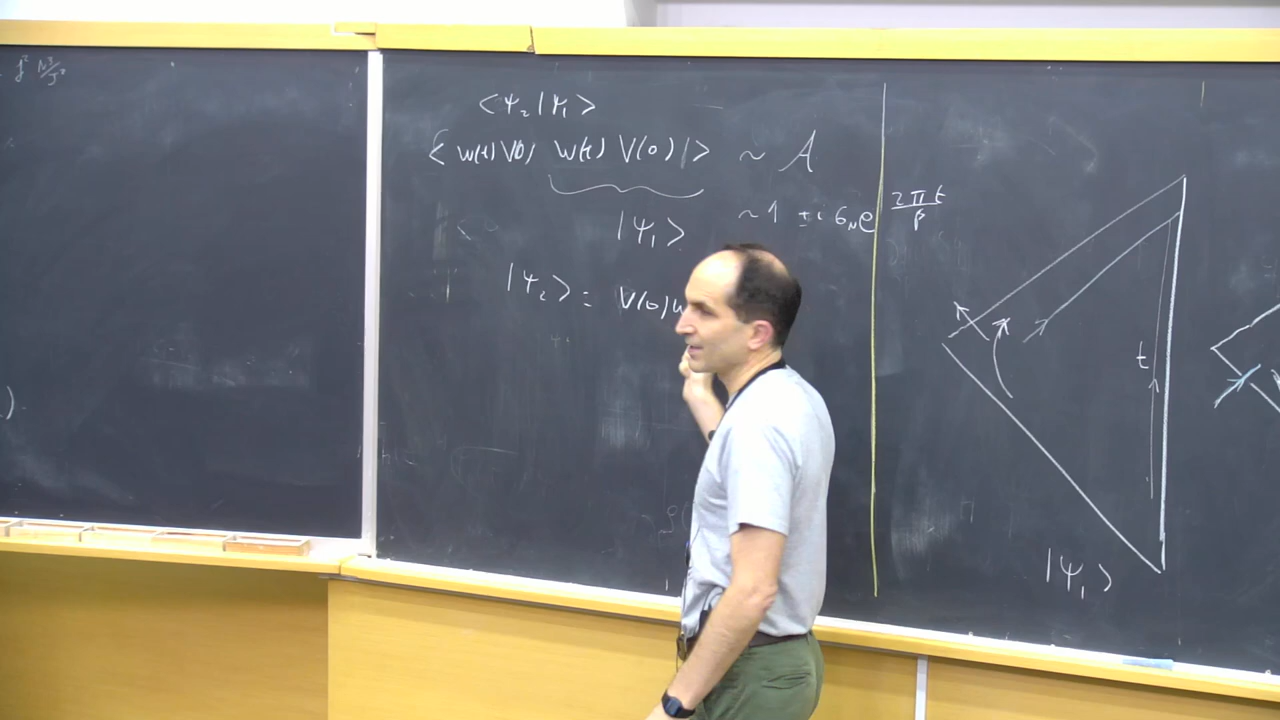 ⟨ψ₂|ψ₁⟩
⟨W(t)V(0) W(t) V(0)|⟩ ~ A
|ψ₁⟩
~ 1 ± i G_N e^{2πt/β}
|ψ₂⟩ = V(0)W
t
|ψ₁⟩